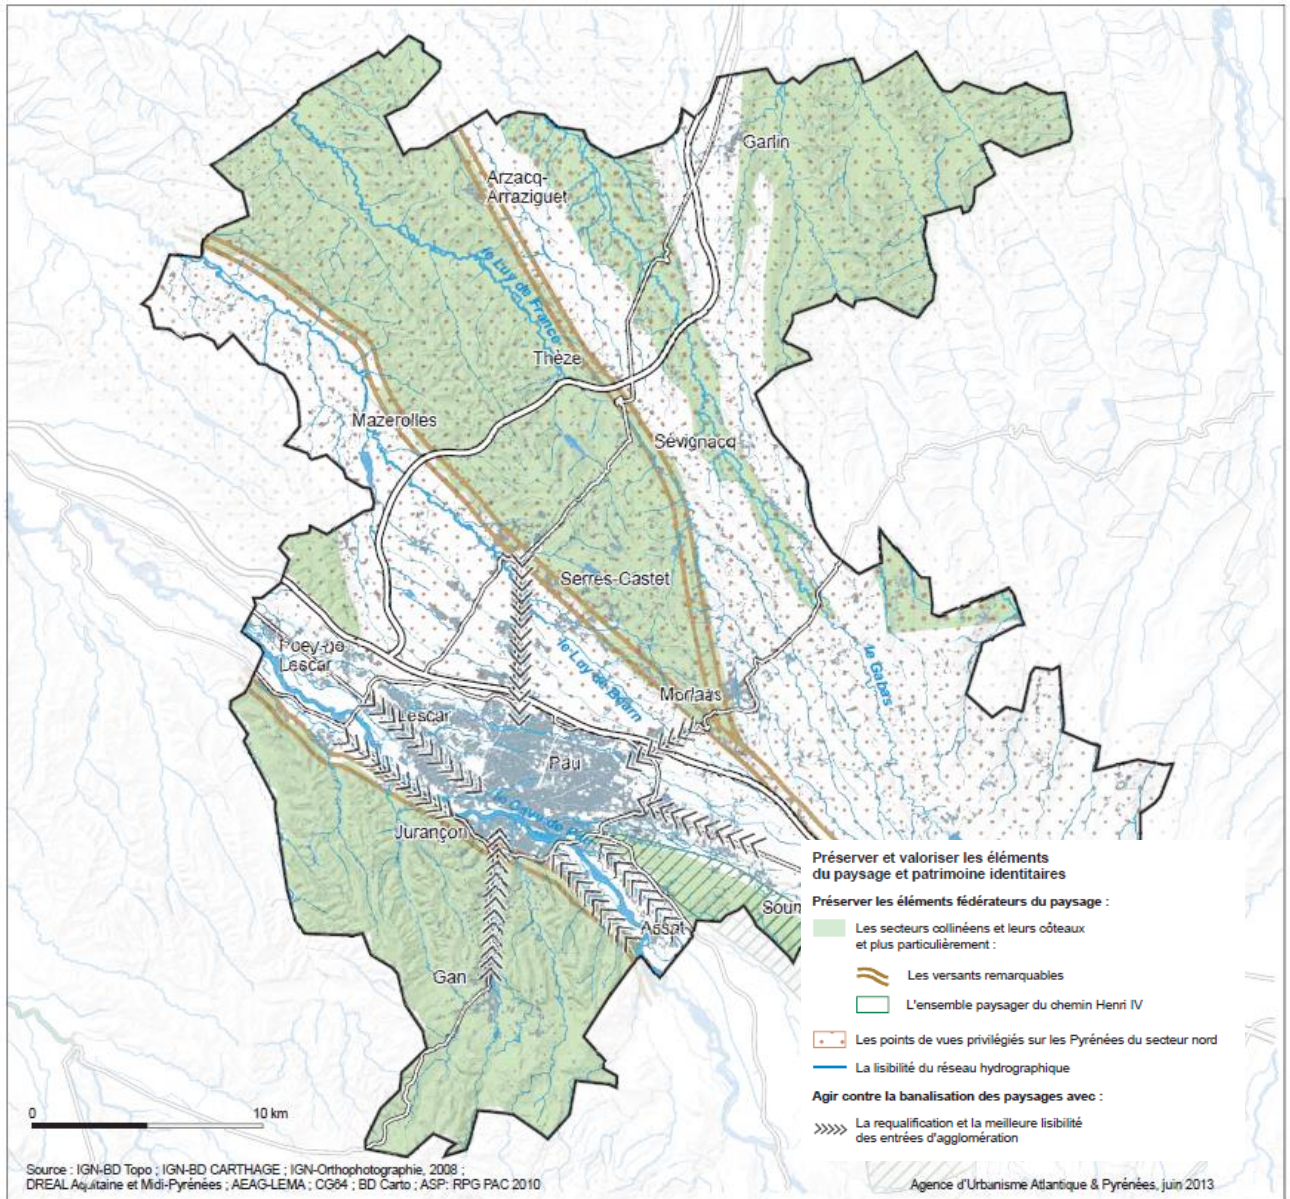 Garlin
Arzacq-
Arraziguet
le Luy de France
Thèze
Mazerolles
Sévignacq
Serres-Castet
le Luy de Béarn
le Gabas
Poey-de
Lescar
Morlaas
Lescar
Pau
Jurançon
Assat
Gan
Préserver et valoriser les éléments
du paysage et patrimoine identitaires
Préserver les éléments fédérateurs du paysage :
Les secteurs collinéens et leurs côteaux
et plus particulièrement :
Les versants remarquables
L'ensemble paysager du chemin Henri IV
Les points de vues privilégiés sur les Pyrénées du secteur nord
La lisibilité du réseau hydrographique
Agir contre la banalisation des paysages avec :
La requalification et la meilleure lisibilité
des entrées d'agglomération
0 10 km
Source : IGN-BD Topo ; IGN-BD CARTHAGE ; IGN-Orthophotographie, 2008 ;
DREAL Aquitaine et Midi-Pyrénées ; AEAG-LEMA ; CG64 ; BD Carto ; ASP: RPG PAC 2010
Agence d'Urbanisme Atlantique & Pyrénées, juin 2013